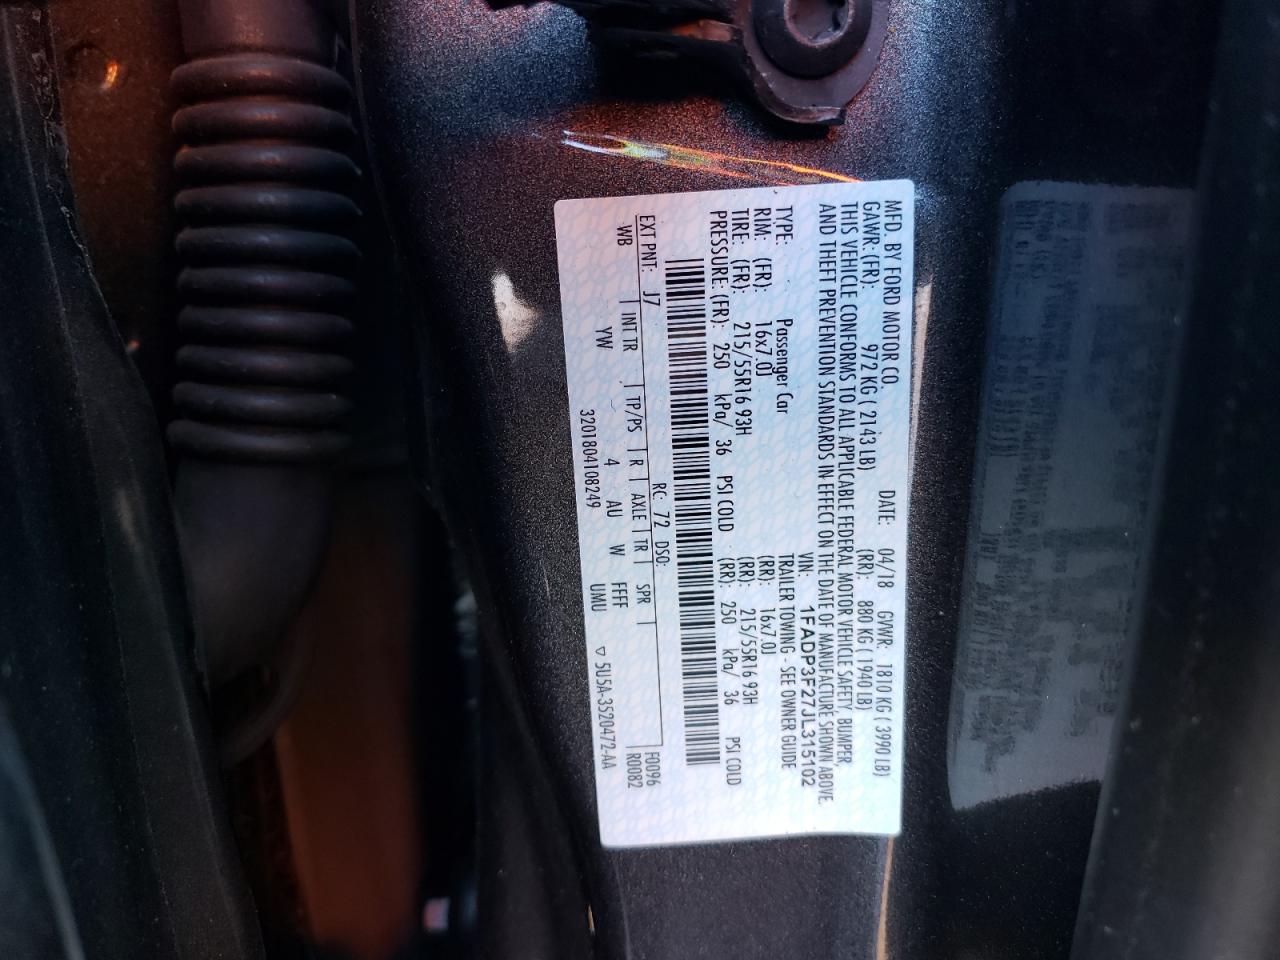 MFD. BY FORD MOTOR CO.
DATE: 04/18 GVWR: 1810 KG ( 3990 LB)
GAWR: (FR): 972 KG ( 2143 LB) (RR): 880 KG ( 1940 LB)
THIS VEHICLE CONFORMS TO ALL APPLICABLE FEDERAL MOTOR VEHICLE SAFETY, BUMPER,
AND THEFT PREVENTION STANDARDS IN EFFECT ON THE DATE OF MANUFACTURE SHOWN ABOVE.
VIN: 1FADP3F27JL315102
TYPE: Passenger Car TRAILER TOWING - SEE OWNER GUIDE
RIM: (FR): 16x7.0J (RR): 16x7.0J
TIRE: (FR): 215/55R16 93H (RR): 215/55R16 93H
PRESSURE: (FR): 250 kPa/ 36 PSI COLD (RR): 250 kPa/ 36 PSI COLD
EXT PNT: J7 RC: 72 DSO: F0096
WB | INT TR | TP/PS | R | AXLE | TR | SPR | R0082
YW 4 AU W FFFF
UMU ▽ 5U5A-3520472-AA
3201804108249